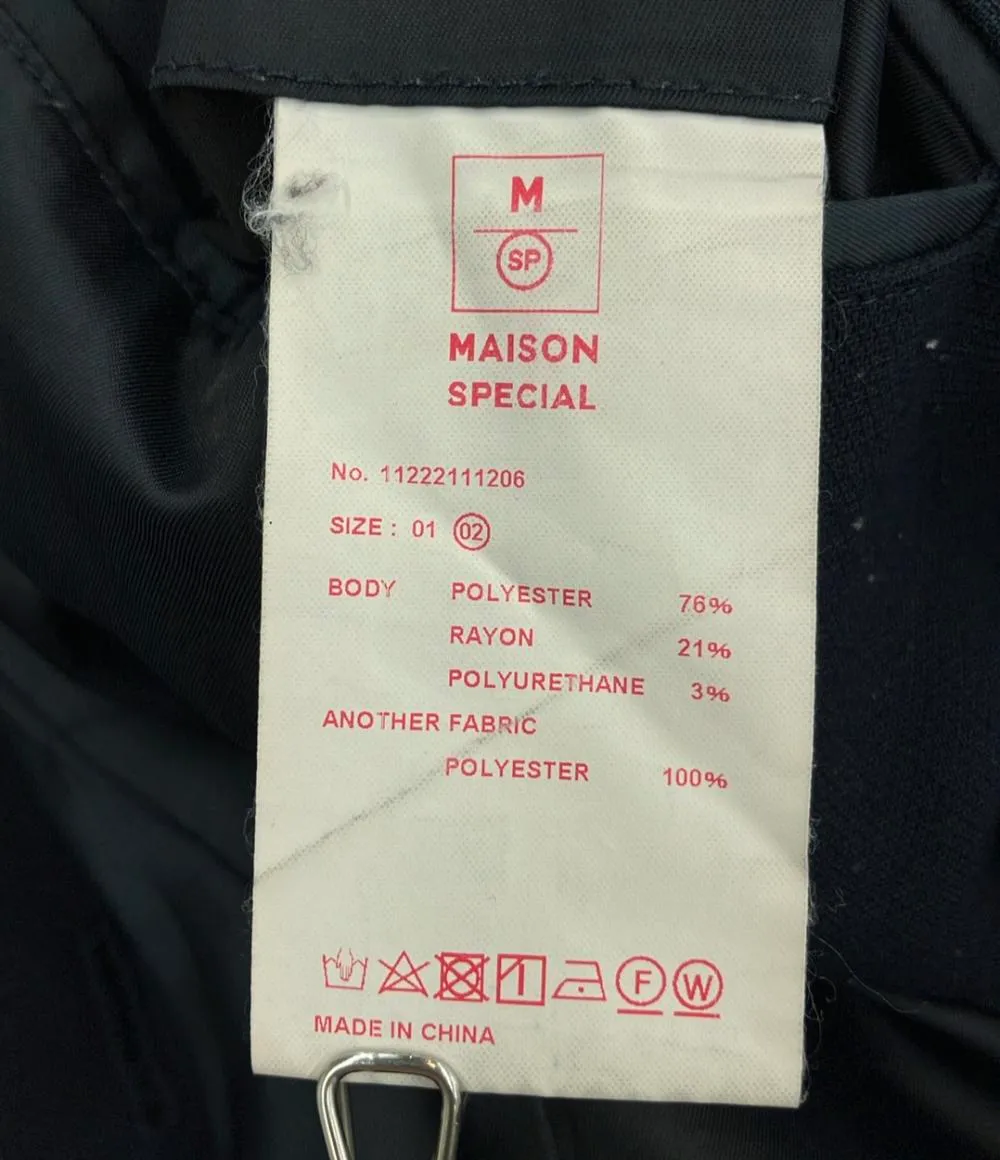 M
SP
MAISON
SPECIAL
No. 11222111206
SIZE : 01 02
BODY POLYESTER 76%
RAYON 21%
POLYURETHANE 3%
ANOTHER FABRIC
POLYESTER 100%
F W
MADE IN CHINA